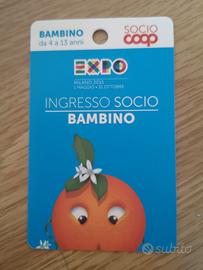 BAMBINO
da 4 a 13 anni
SOCIO
coop
EXPO
MILANO 2015
1 MAGGIO • 31 OTTOBRE
INGRESSO SOCIO
BAMBINO
subito